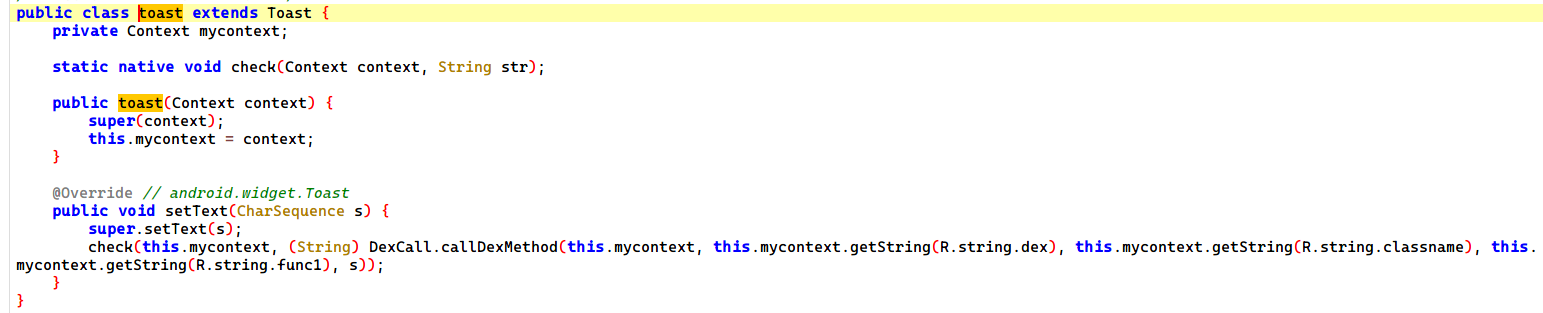 public class toast extends Toast {
    private Context mycontext;

    static native void check(Context context, String str);

    public toast(Context context) {
        super(context);
        this.mycontext = context;
    }

    @Override // android.widget.Toast
    public void setText(CharSequence s) {
        super.setText(s);
        check(this.mycontext, (String) DexCall.callDexMethod(this.mycontext, this.mycontext.getString(R.string.dex), this.mycontext.getString(R.string.classname), this.
mycontext.getString(R.string.func1), s));
    }
}